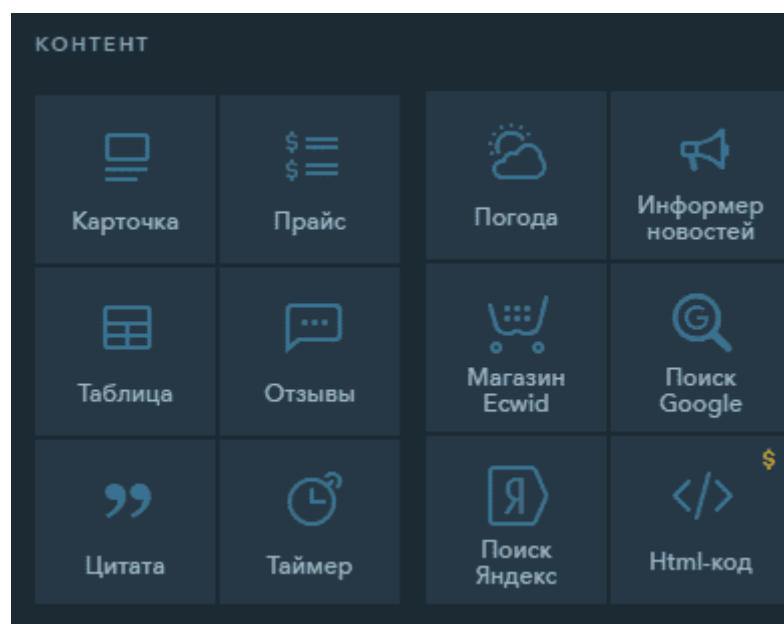 КОНТЕНТ
Карточка
Прайс
Погода
Информер
новостей
Таблица
Отзывы
Магазин
Ecwid
Поиск
Google
Цитата
Таймер
Поиск
Яндекс
Html-код